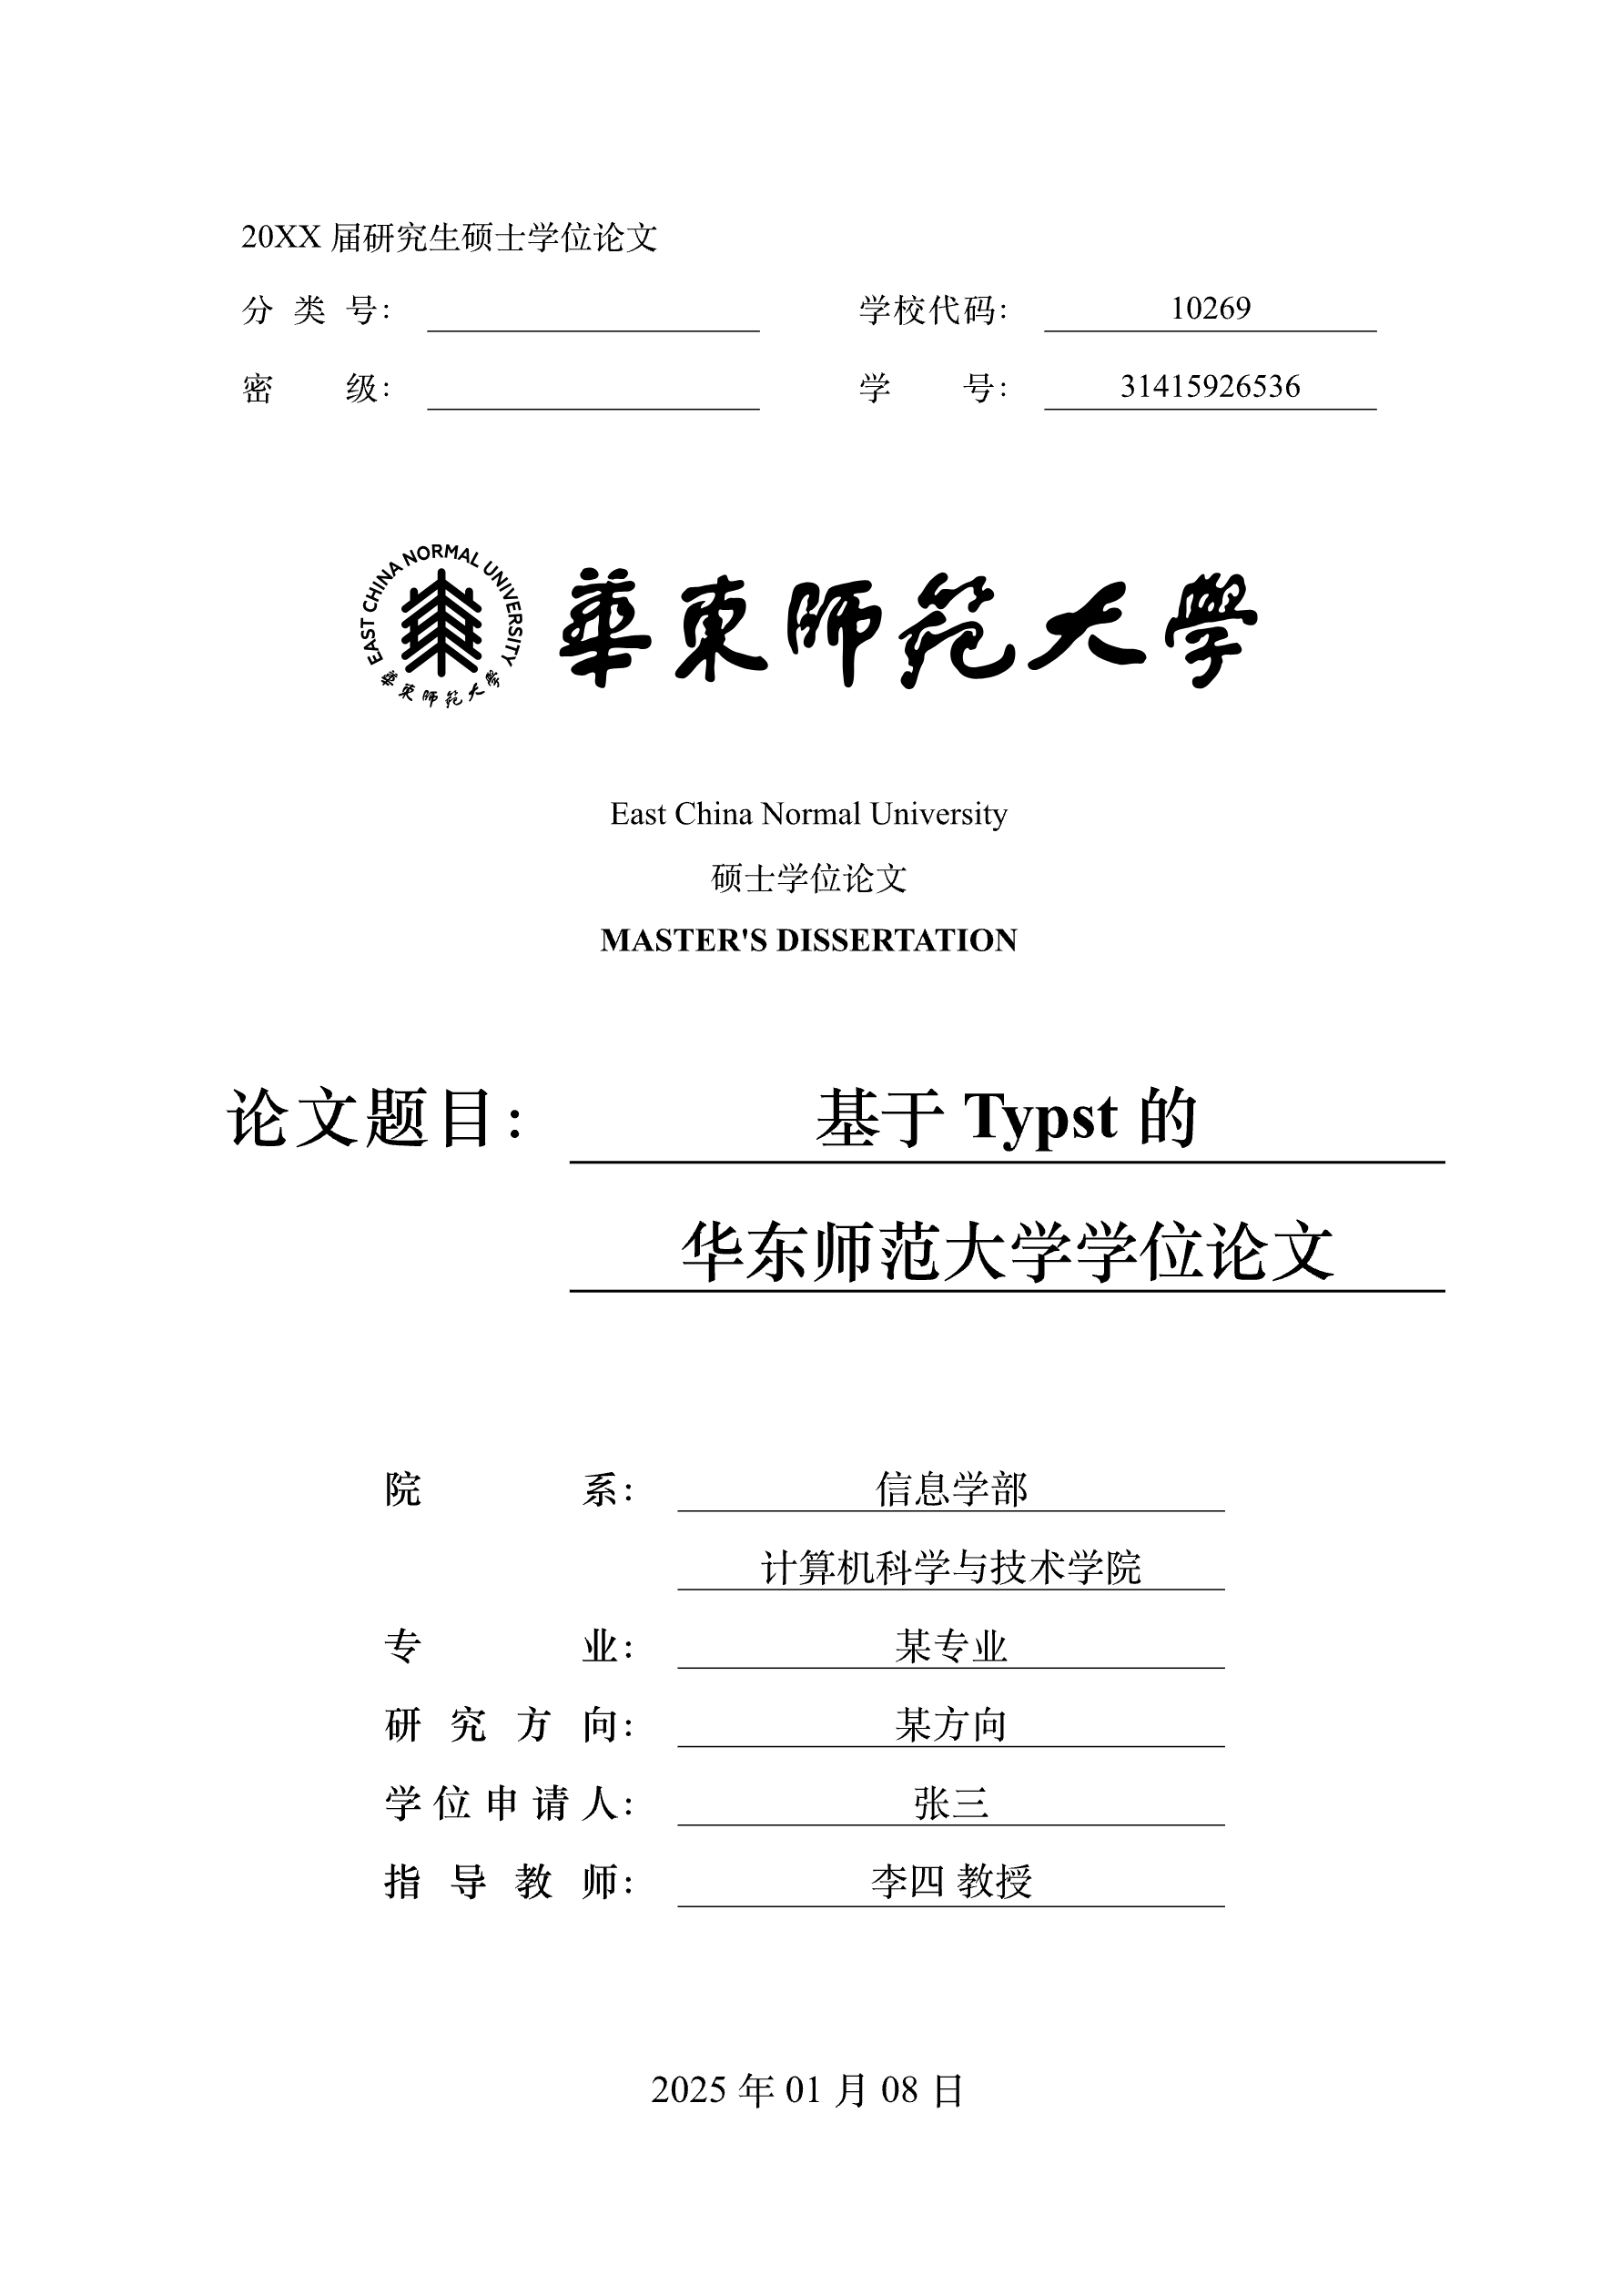 20XX 届研究生硕士学位论文
分 类 号： 学校代码： 10269
密 级： 学 号： 31415926536
EAST CHINA NORMAL UNIVERSITY
華東师范大學
華東师范大學
East China Normal University
硕士学位论文
MASTER'S DISSERTATION
论文题目： 基于 Typst 的
华东师范大学学位论文
院 系： 信息学部
计算机科学与技术学院
专 业： 某专业
研 究 方 向： 某方向
学 位 申 请 人： 张三
指 导 教 师： 李四 教授
2025 年 01 月 08 日